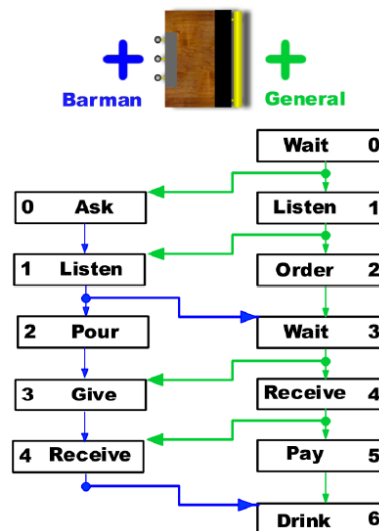 Barman General
Wait 0
0 Ask
Listen 1
1 Listen
Order 2
2 Pour
Wait 3
3 Give
Receive 4
4 Receive
Pay 5
Drink 6